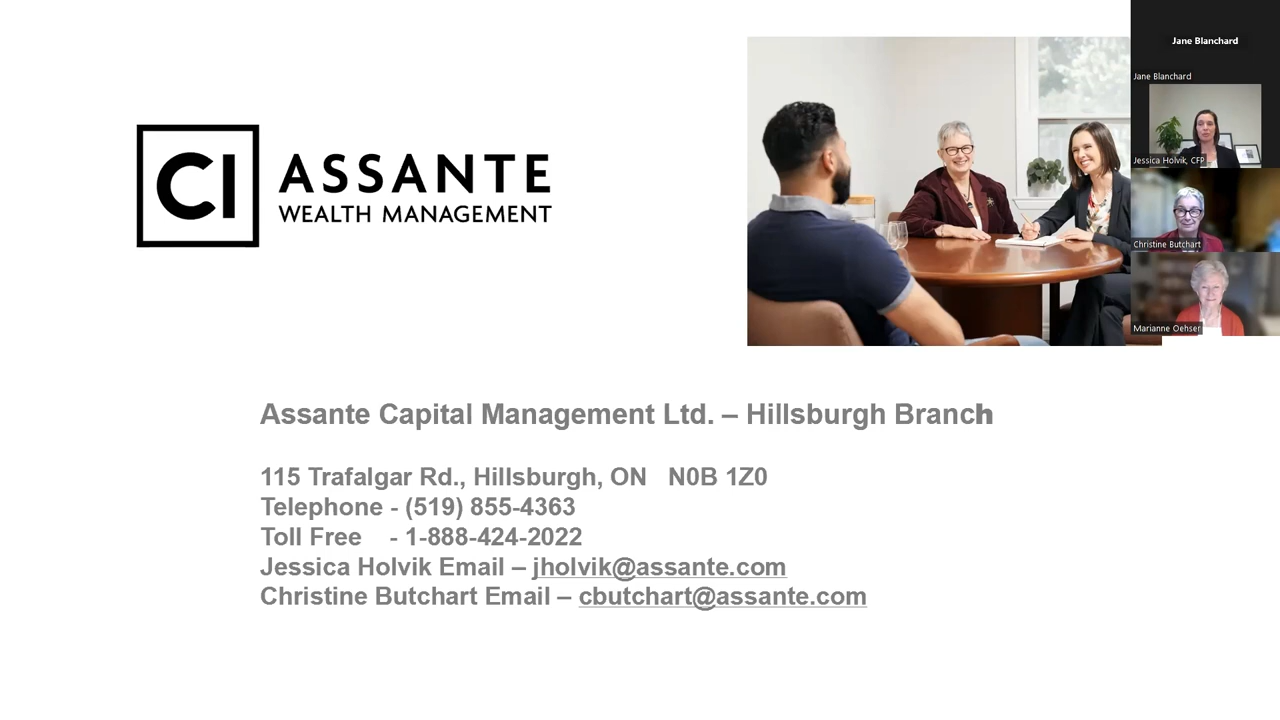 CI ASSANTE
WEALTH MANAGEMENT
Jane Blanchard
Jane Blanchard
Jessica Holvik, CFP
Christine Butchart
Marianne Oehser
Assante Capital Management Ltd. – Hillsburgh Branch
115 Trafalgar Rd., Hillsburgh, ON   N0B 1Z0
Telephone - (519) 855-4363
Toll Free    - 1-888-424-2022
Jessica Holvik Email – jholvik@assante.com
Christine Butchart Email – cbutchart@assante.com